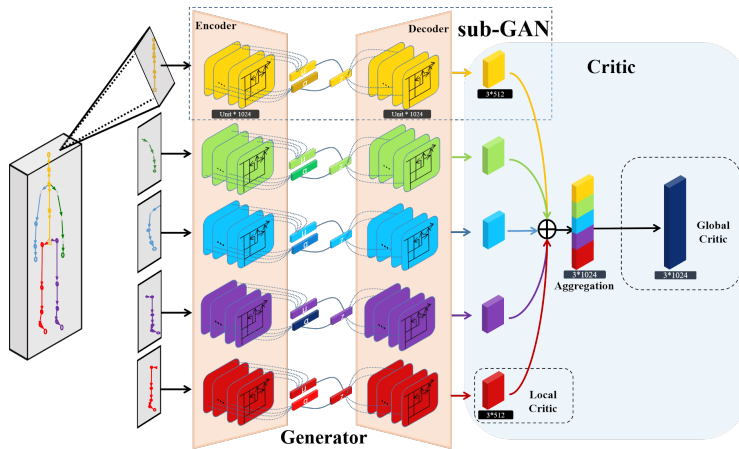 Encoder
Decoder
sub-GAN
Critic
Unit * 1024
Unit * 1024
3*512
Global
Critic
3*1024
Aggregation
3*1024
Local
Critic
3*512
Generator